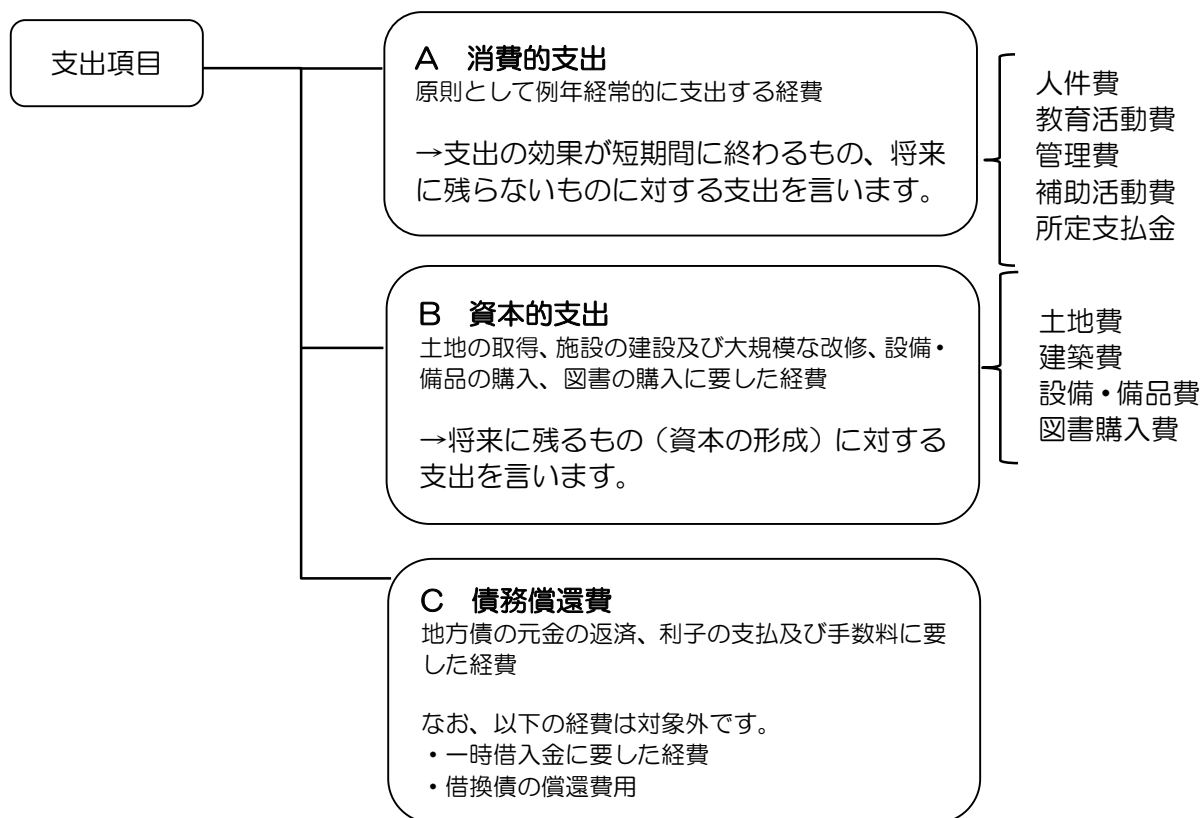 支出項目
A　消費的支出
原則として例年経常的に支出する経費
→支出の効果が短期間に終わるもの、将来
に残らないものに対する支出を言います。
人件費
教育活動費
管理費
補助活動費
所定支払金
B　資本的支出
土地の取得、施設の建設及び大規模な改修、設備・
備品の購入、図書の購入に要した経費
→将来に残るもの（資本の形成）に対する
支出を言います。
土地費
建築費
設備・備品費
図書購入費
C　債務償還費
地方債の元金の返済、利子の支払及び手数料に要
した経費
なお、以下の経費は対象外です。
・一時借入金に要した経費
・借換債の償還費用